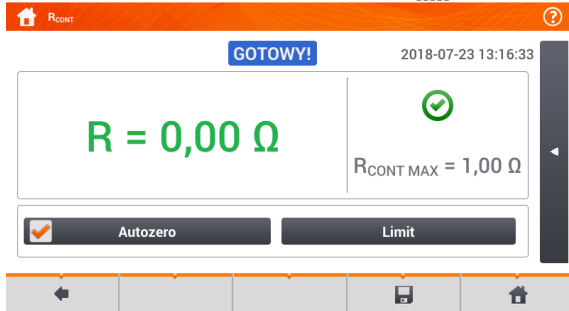 RCONT
GOTOWY! 2018-07-23 13:16:33
R = 0,00 Ω
RCONT MAX = 1,00 Ω
Autozero Limit